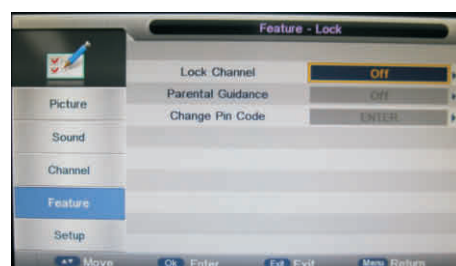 Feature - Lock
Lock Channel Off
Parental Guidance Off
Change Pin Code ENTER
Picture
Sound
Channel
Feature
Setup
Move Ok Enter Exit Exit Menu Return